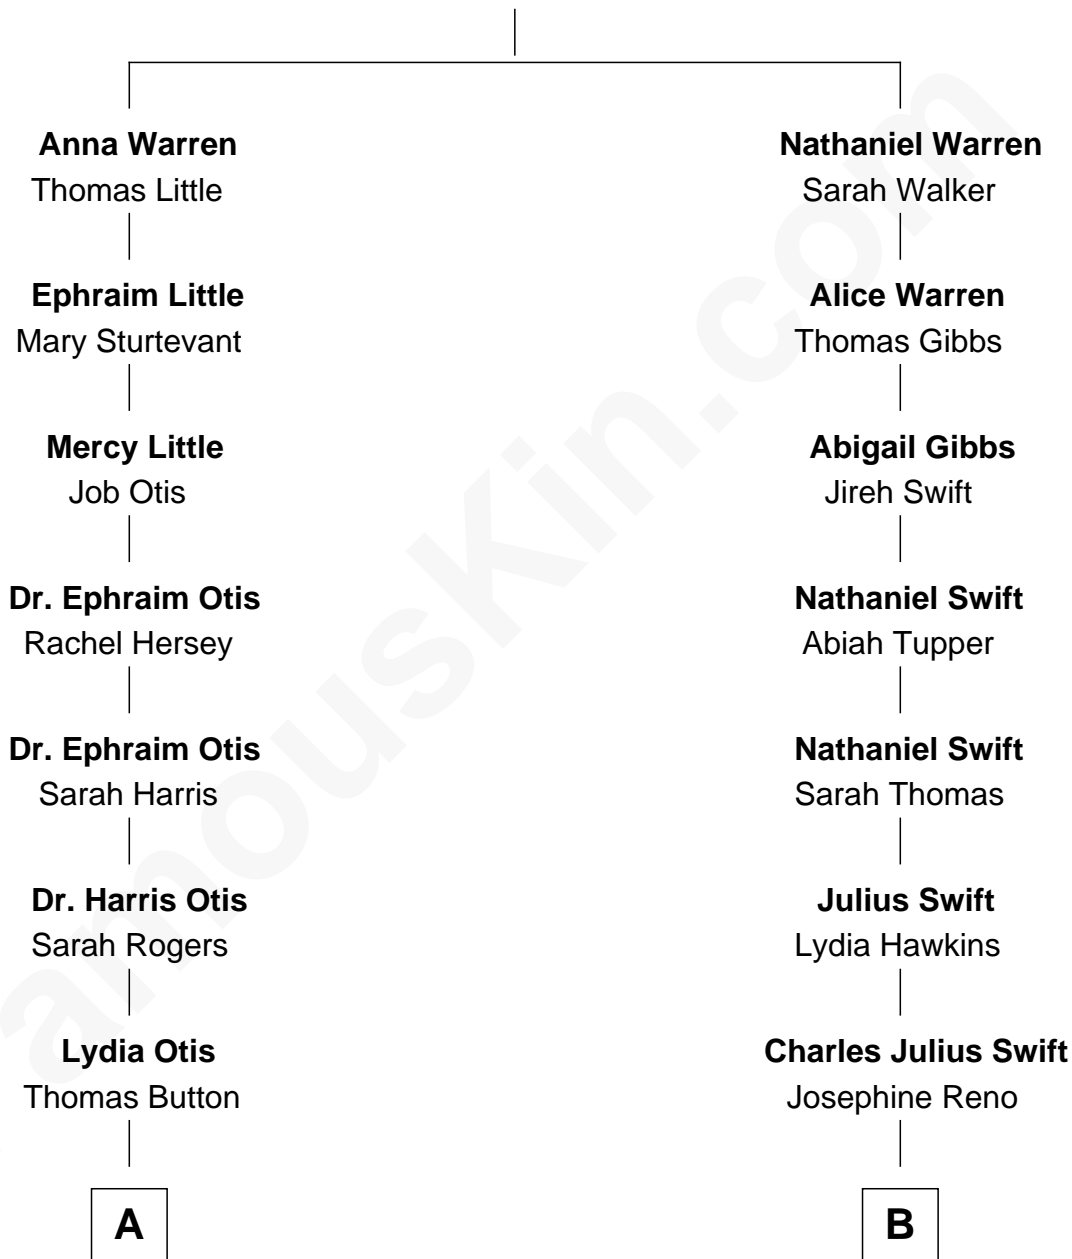 Anna Warren
Thomas Little
Nathaniel Warren
Sarah Walker
Ephraim Little
Mary Sturtevant
Alice Warren
Thomas Gibbs
Mercy Little
Job Otis
Abigail Gibbs
Jireh Swift
Dr. Ephraim Otis
Rachel Hersey
Nathaniel Swift
Abiah Tupper
Dr. Ephraim Otis
Sarah Harris
Nathaniel Swift
Sarah Thomas
Dr. Harris Otis
Sarah Rogers
Julius Swift
Lydia Hawkins
Lydia Otis
Thomas Button
Charles Julius Swift
Josephine Reno
A
B
amousKin.com